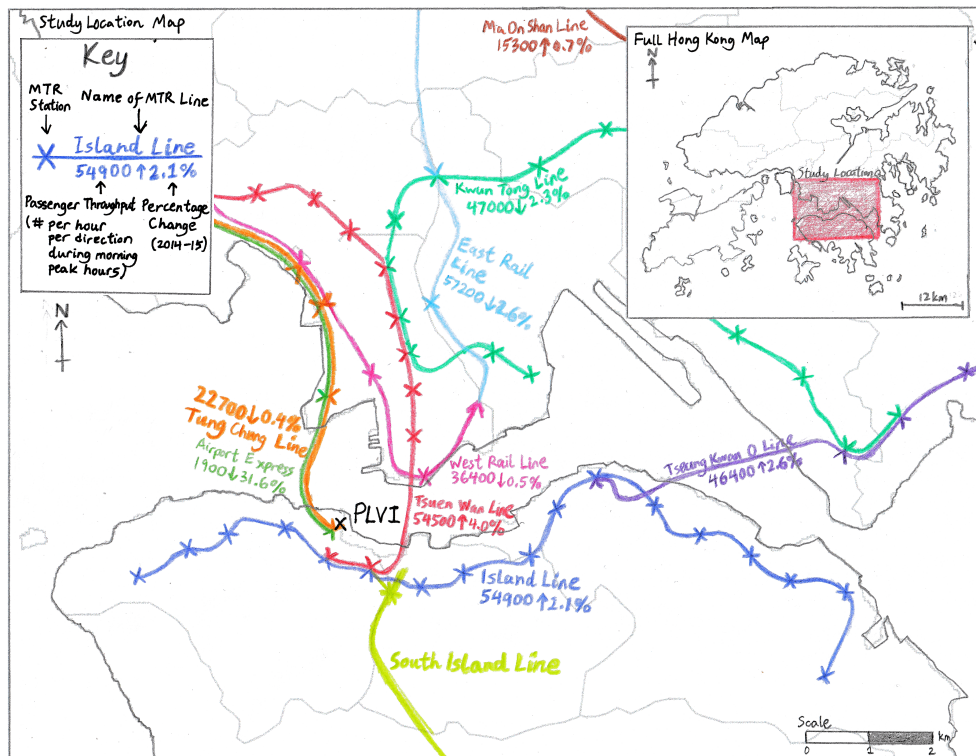 Study Location Map
Key
MTR Station
Name of MTR Line
Island Line
54900↑2.1%
Passenger Throughput
(# per hour
per direction
during morning
peak hours)
Percentage
Change
(2014-15)
N
Ma On Shan Line
15300↑0.7%
Full Hong Kong Map
N
Study Location
12km
Kwun Tong Line
47000↓2.3%
East Rail
Line
57200↓2.6%
22700↓0.4%
Tung Chung Line
Airport Express
1900↓31.6%
PLVI
West Rail Line
36400↓0.5%
Tsuen Wan Line
54500↑4.0%
Tseung Kwan O Line
46400↑2.6%
Island Line
54900↑2.1%
South Island Line
Scale
km
0 1 2